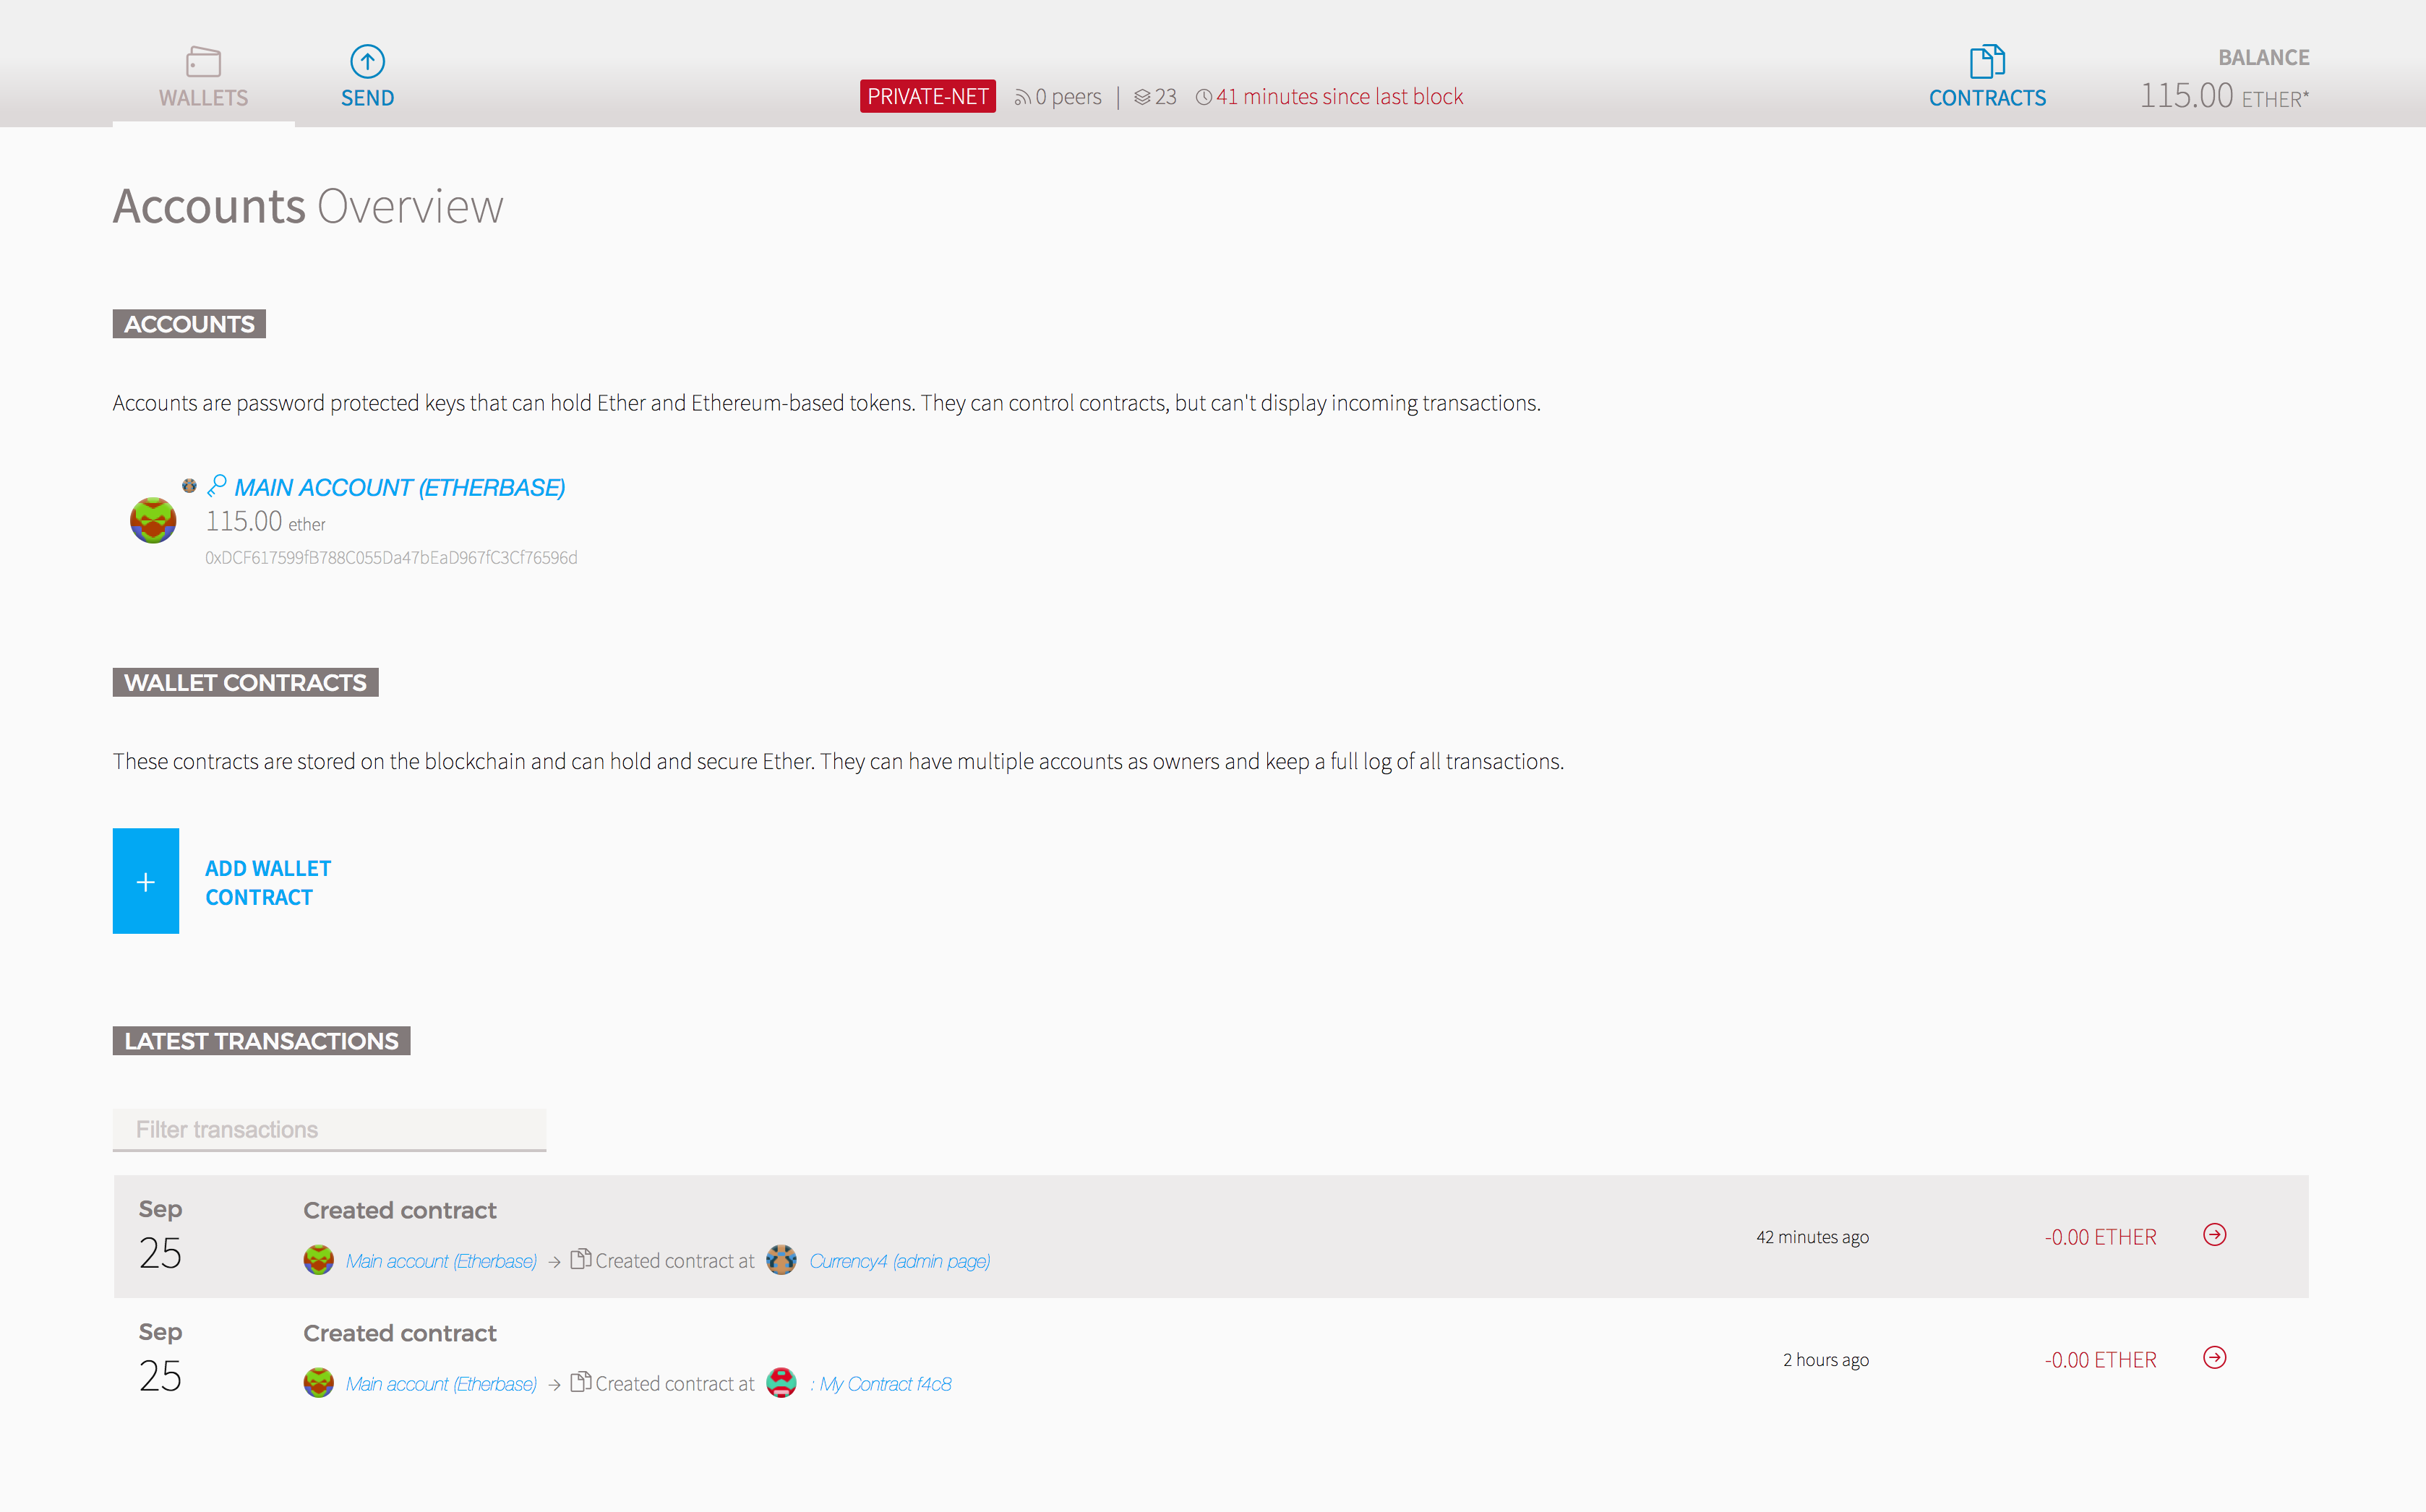 WALLETS
SEND
PRIVATE-NET 0 peers | 23 41 minutes since last block
CONTRACTS
BALANCE
115.00 ETHER*
Accounts Overview
ACCOUNTS
Accounts are password protected keys that can hold Ether and Ethereum-based tokens. They can control contracts, but can't display incoming transactions.
MAIN ACCOUNT (ETHERBASE)
115.00 ether
0xDCF617599fB788C055Da47bEaD967fC3Cf76596d
WALLET CONTRACTS
These contracts are stored on the blockchain and can hold and secure Ether. They can have multiple accounts as owners and keep a full log of all transactions.
+
ADD WALLET
CONTRACT
LATEST TRANSACTIONS
Filter transactions
Sep
25
Created contract
Main account (Etherbase) → Created contract at Currency4 (admin page)
42 minutes ago
-0.00 ETHER
Sep
25
Created contract
Main account (Etherbase) → Created contract at : My Contract f4c8
2 hours ago
-0.00 ETHER